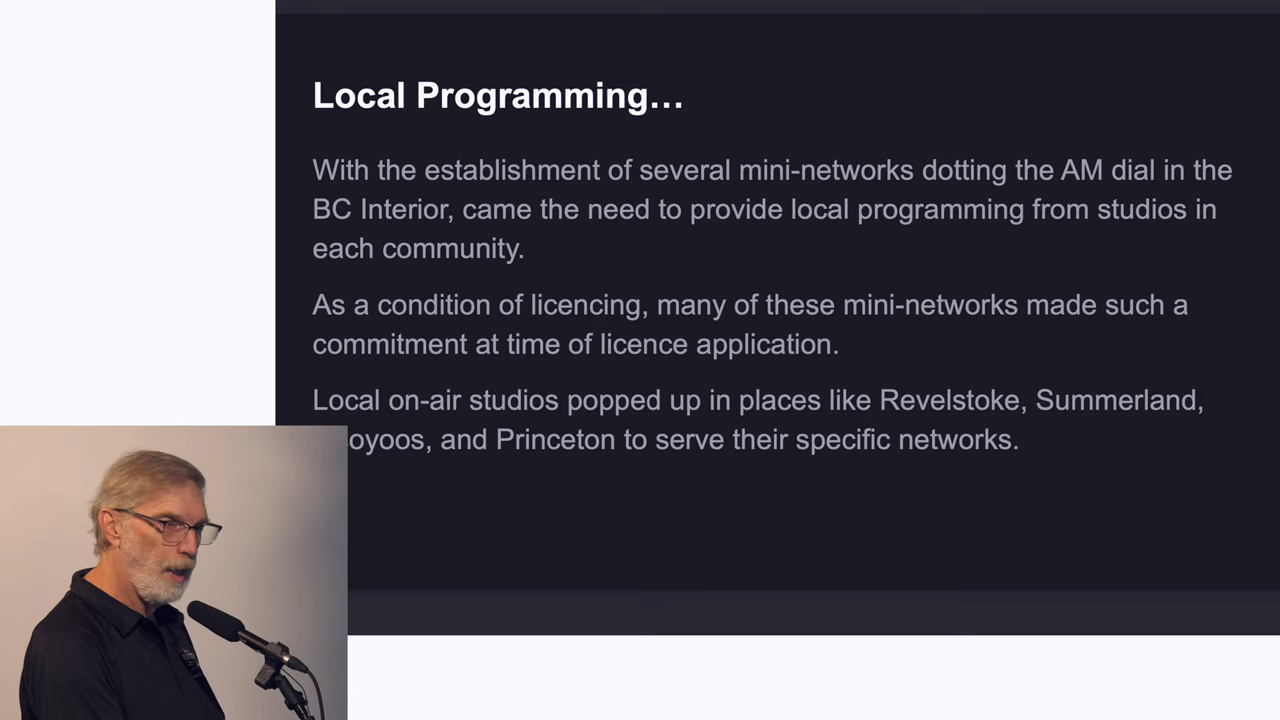 Local Programming…
With the establishment of several mini-networks dotting the AM dial in the
BC Interior, came the need to provide local programming from studios in
each community.
As a condition of licencing, many of these mini-networks made such a
commitment at time of licence application.
Local on-air studios popped up in places like Revelstoke, Summerland,
and Princeton to serve their specific networks.